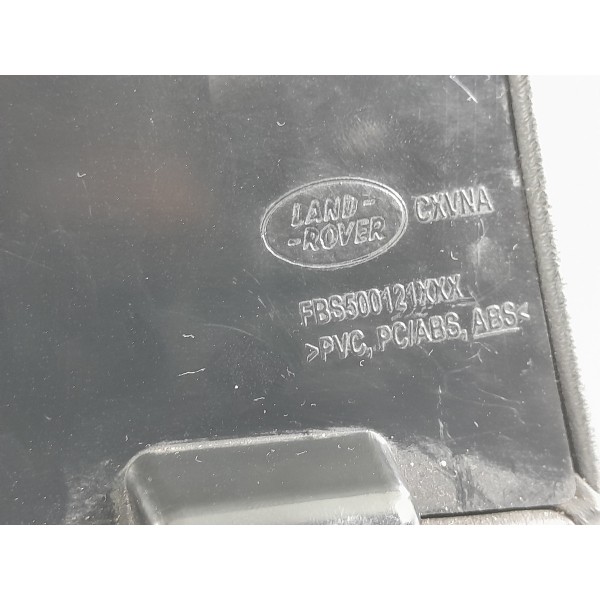 LAND-
-ROVER
CXVNA
FBS500121XXX
>PVC, PC/ABS, ABS<